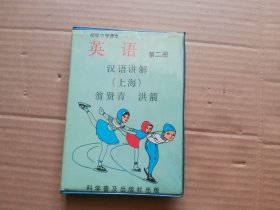 初级中学课本
英语 第二册
汉语讲解
（上海）
翁贤青 洪箭
科学普及出版社出版